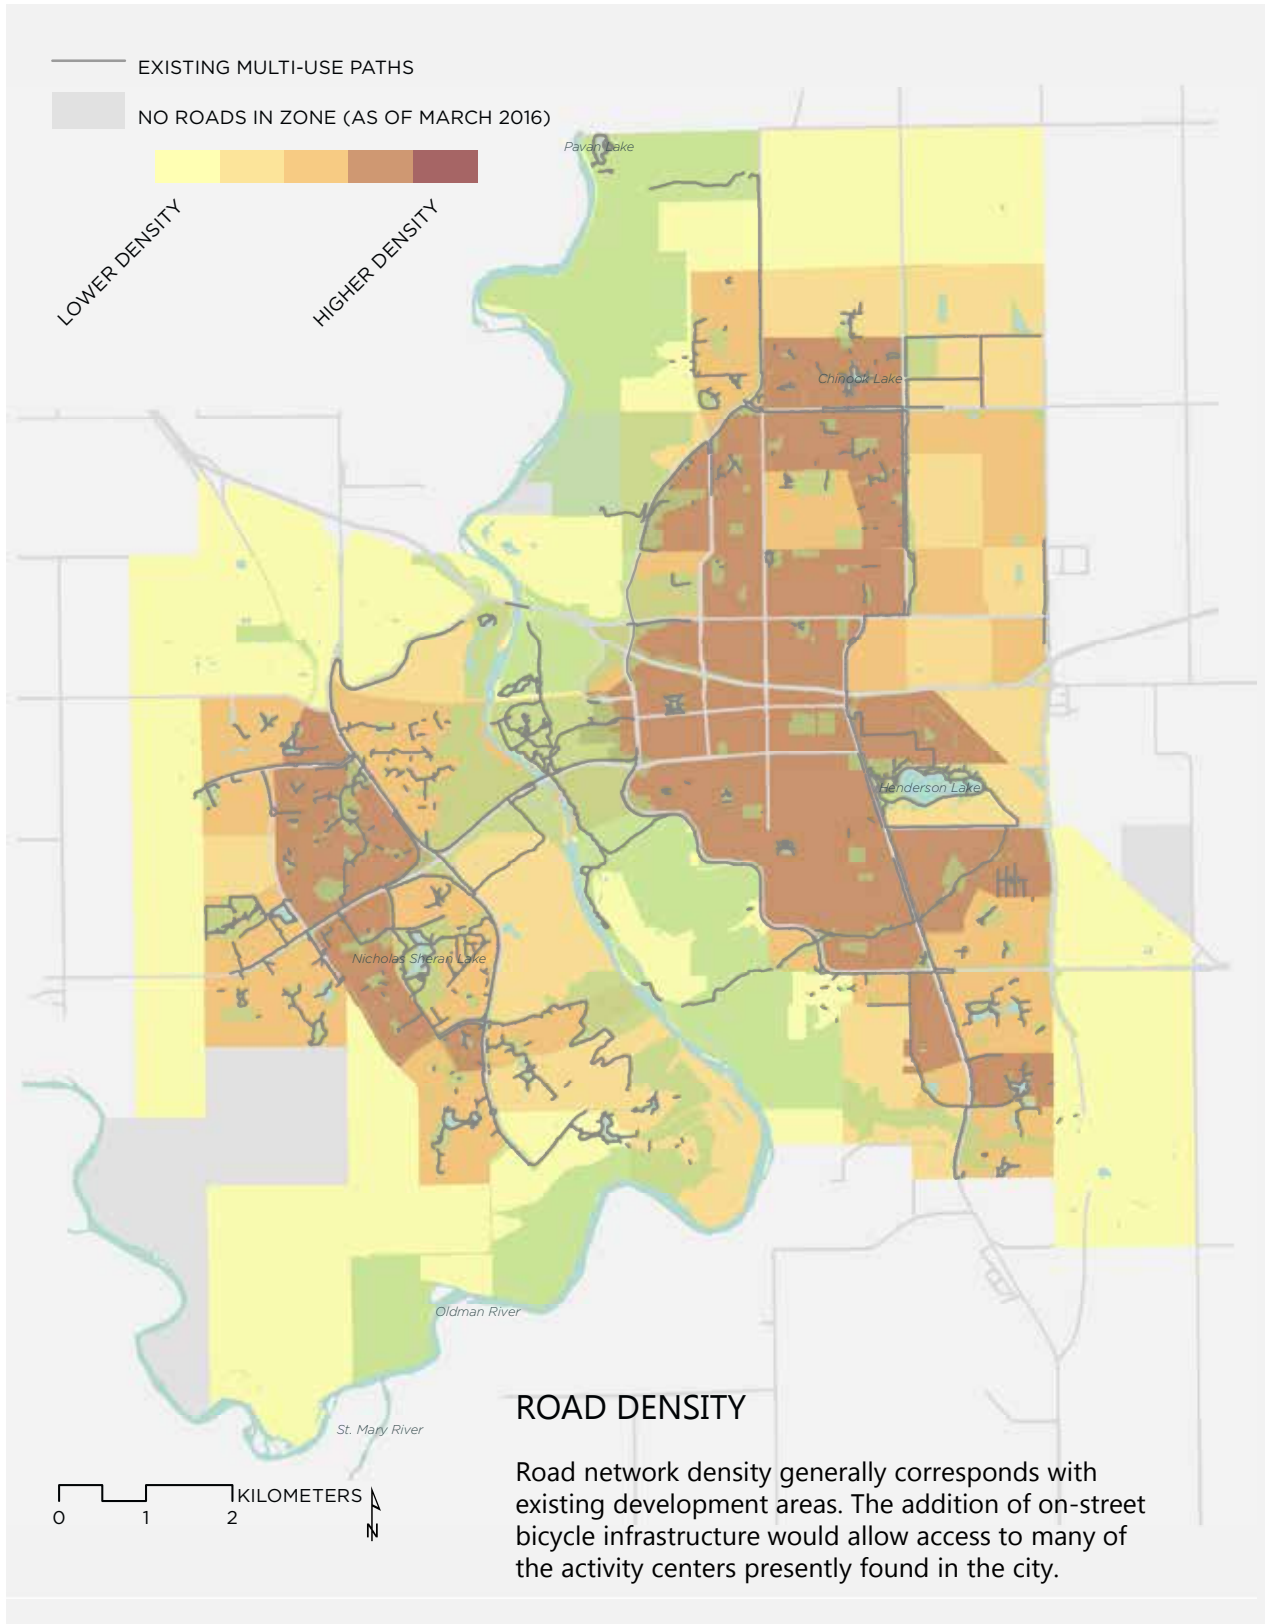 EXISTING MULTI-USE PATHS
NO ROADS IN ZONE (AS OF MARCH 2016)
LOWER DENSITY
HIGHER DENSITY
Pavan Lake
Chinook Lake
Henderson Lake
Nicholas Sheran Lake
Oldman River
St. Mary River
ROAD DENSITY
Road network density generally corresponds with
existing development areas. The addition of on-street
bicycle infrastructure would allow access to many of
the activity centers presently found in the city.
KILOMETERS
0 1 2
N